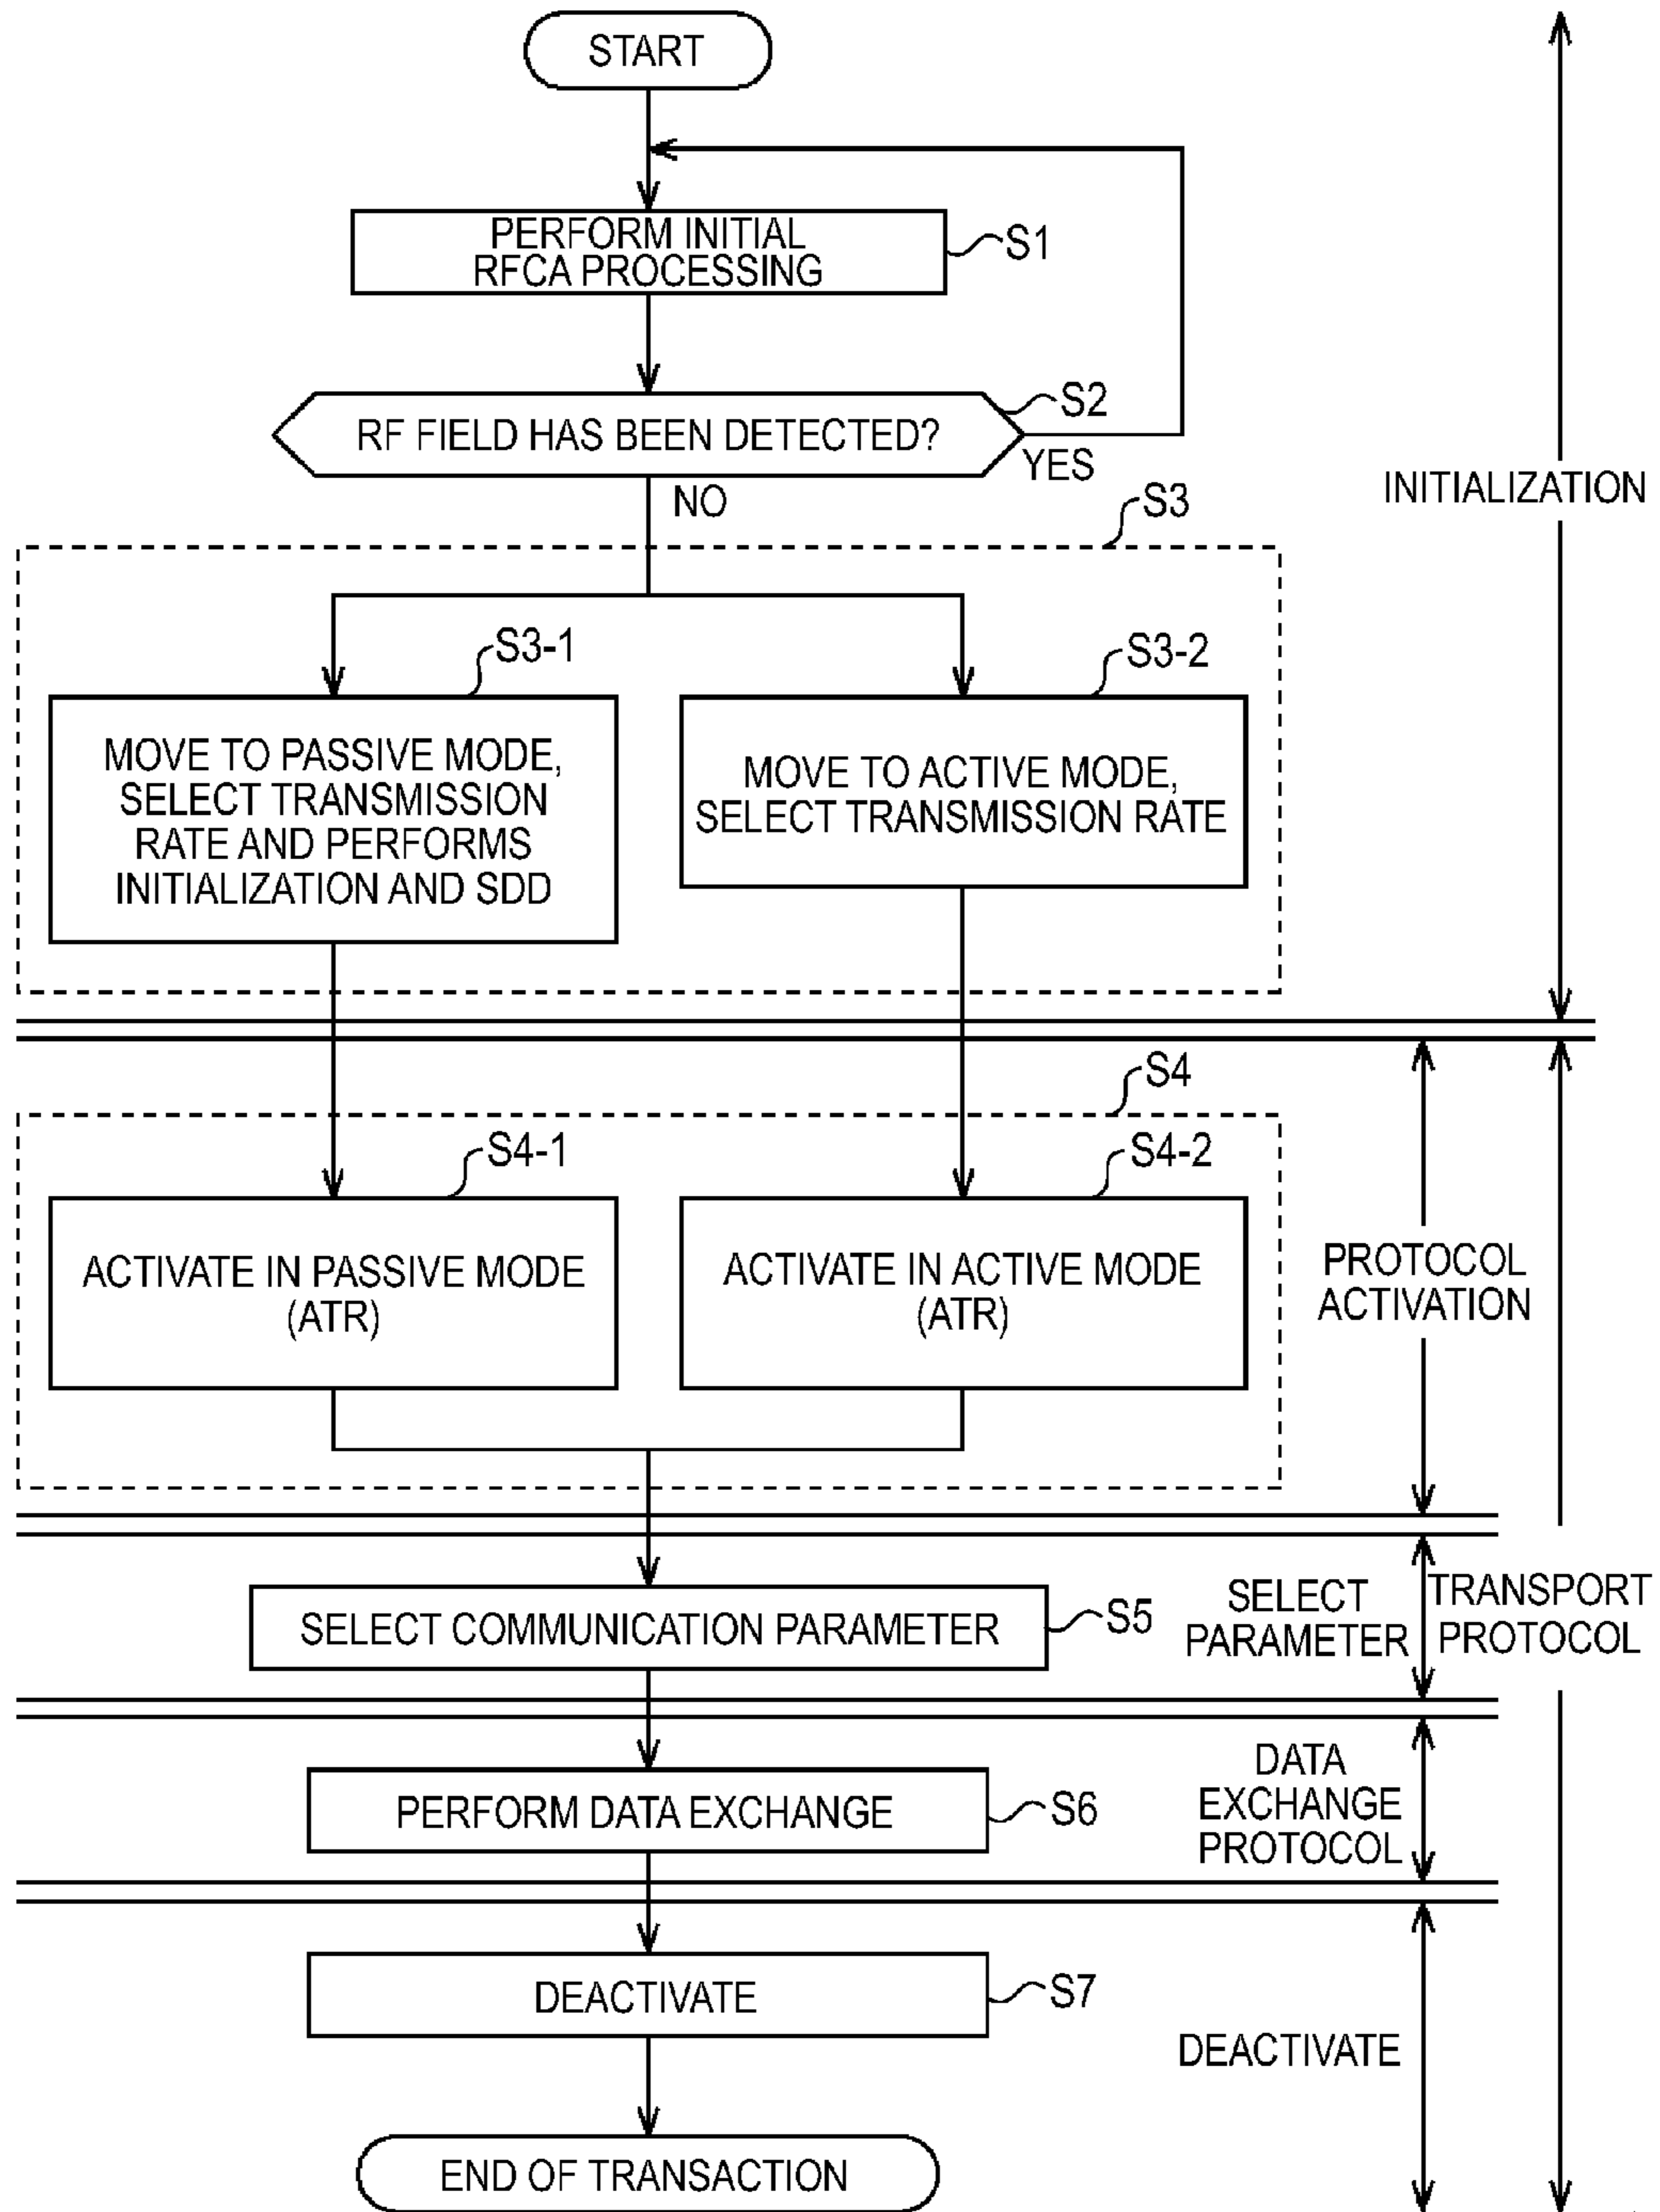 START
PERFORM INITIAL
RFCA PROCESSING
S1
RF FIELD HAS BEEN DETECTED?
S2
YES
NO
INITIALIZATION
S3
S3-1
S3-2
MOVE TO PASSIVE MODE,
SELECT TRANSMISSION
RATE AND PERFORMS
INITIALIZATION AND SDD
MOVE TO ACTIVE MODE,
SELECT TRANSMISSION RATE
S4
S4-1
S4-2
ACTIVATE IN PASSIVE MODE
(ATR)
ACTIVATE IN ACTIVE MODE
(ATR)
PROTOCOL
ACTIVATION
SELECT COMMUNICATION PARAMETER
S5
SELECT
PARAMETER
TRANSPORT
PROTOCOL
PERFORM DATA EXCHANGE
S6
DATA
EXCHANGE
PROTOCOL
DEACTIVATE
S7
DEACTIVATE
END OF TRANSACTION